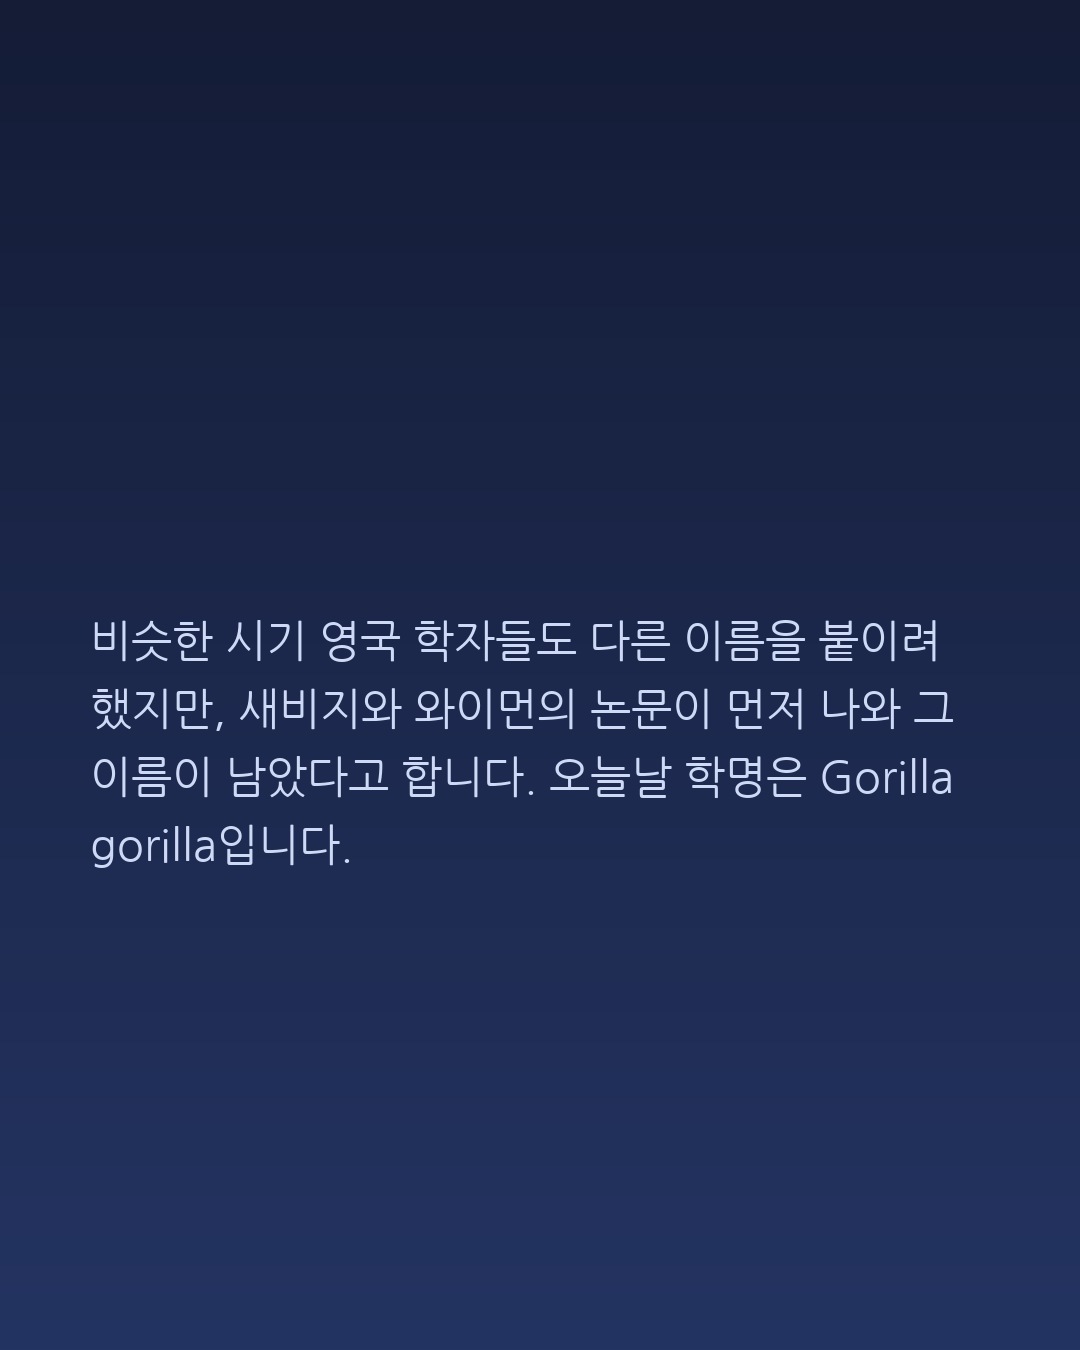 비슷한 시기 영국 학자들도 다른 이름을 붙이려
했지만, 새비지와 와이먼의 논문이 먼저 나와 그
이름이 남았다고 합니다. 오늘날 학명은 Gorilla
gorilla입니다.